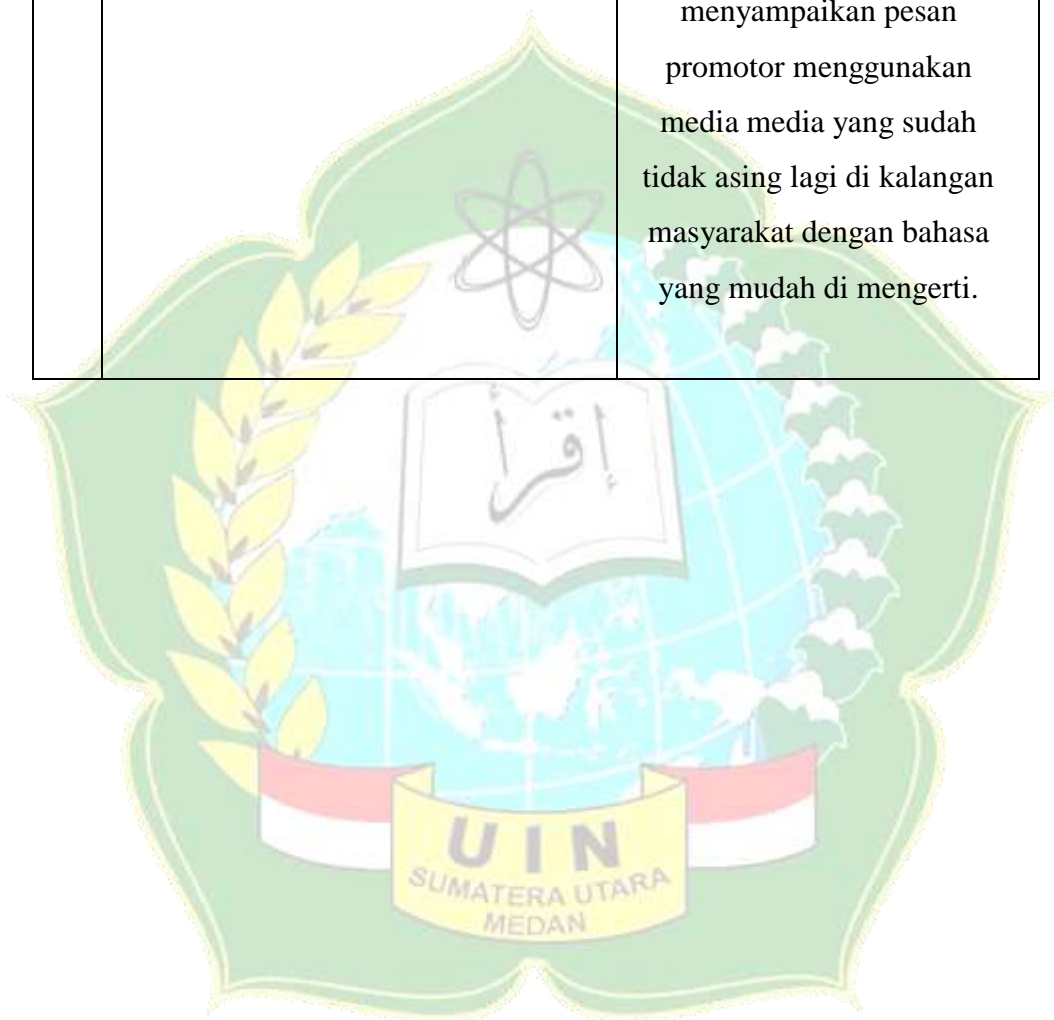 menyampaikan pesan
promotor menggunakan
media media yang sudah
tidak asing lagi di kalangan
masyarakat dengan bahasa
yang mudah di mengerti.
إقرأ
UIN
SUMATERA UTARA
MEDAN